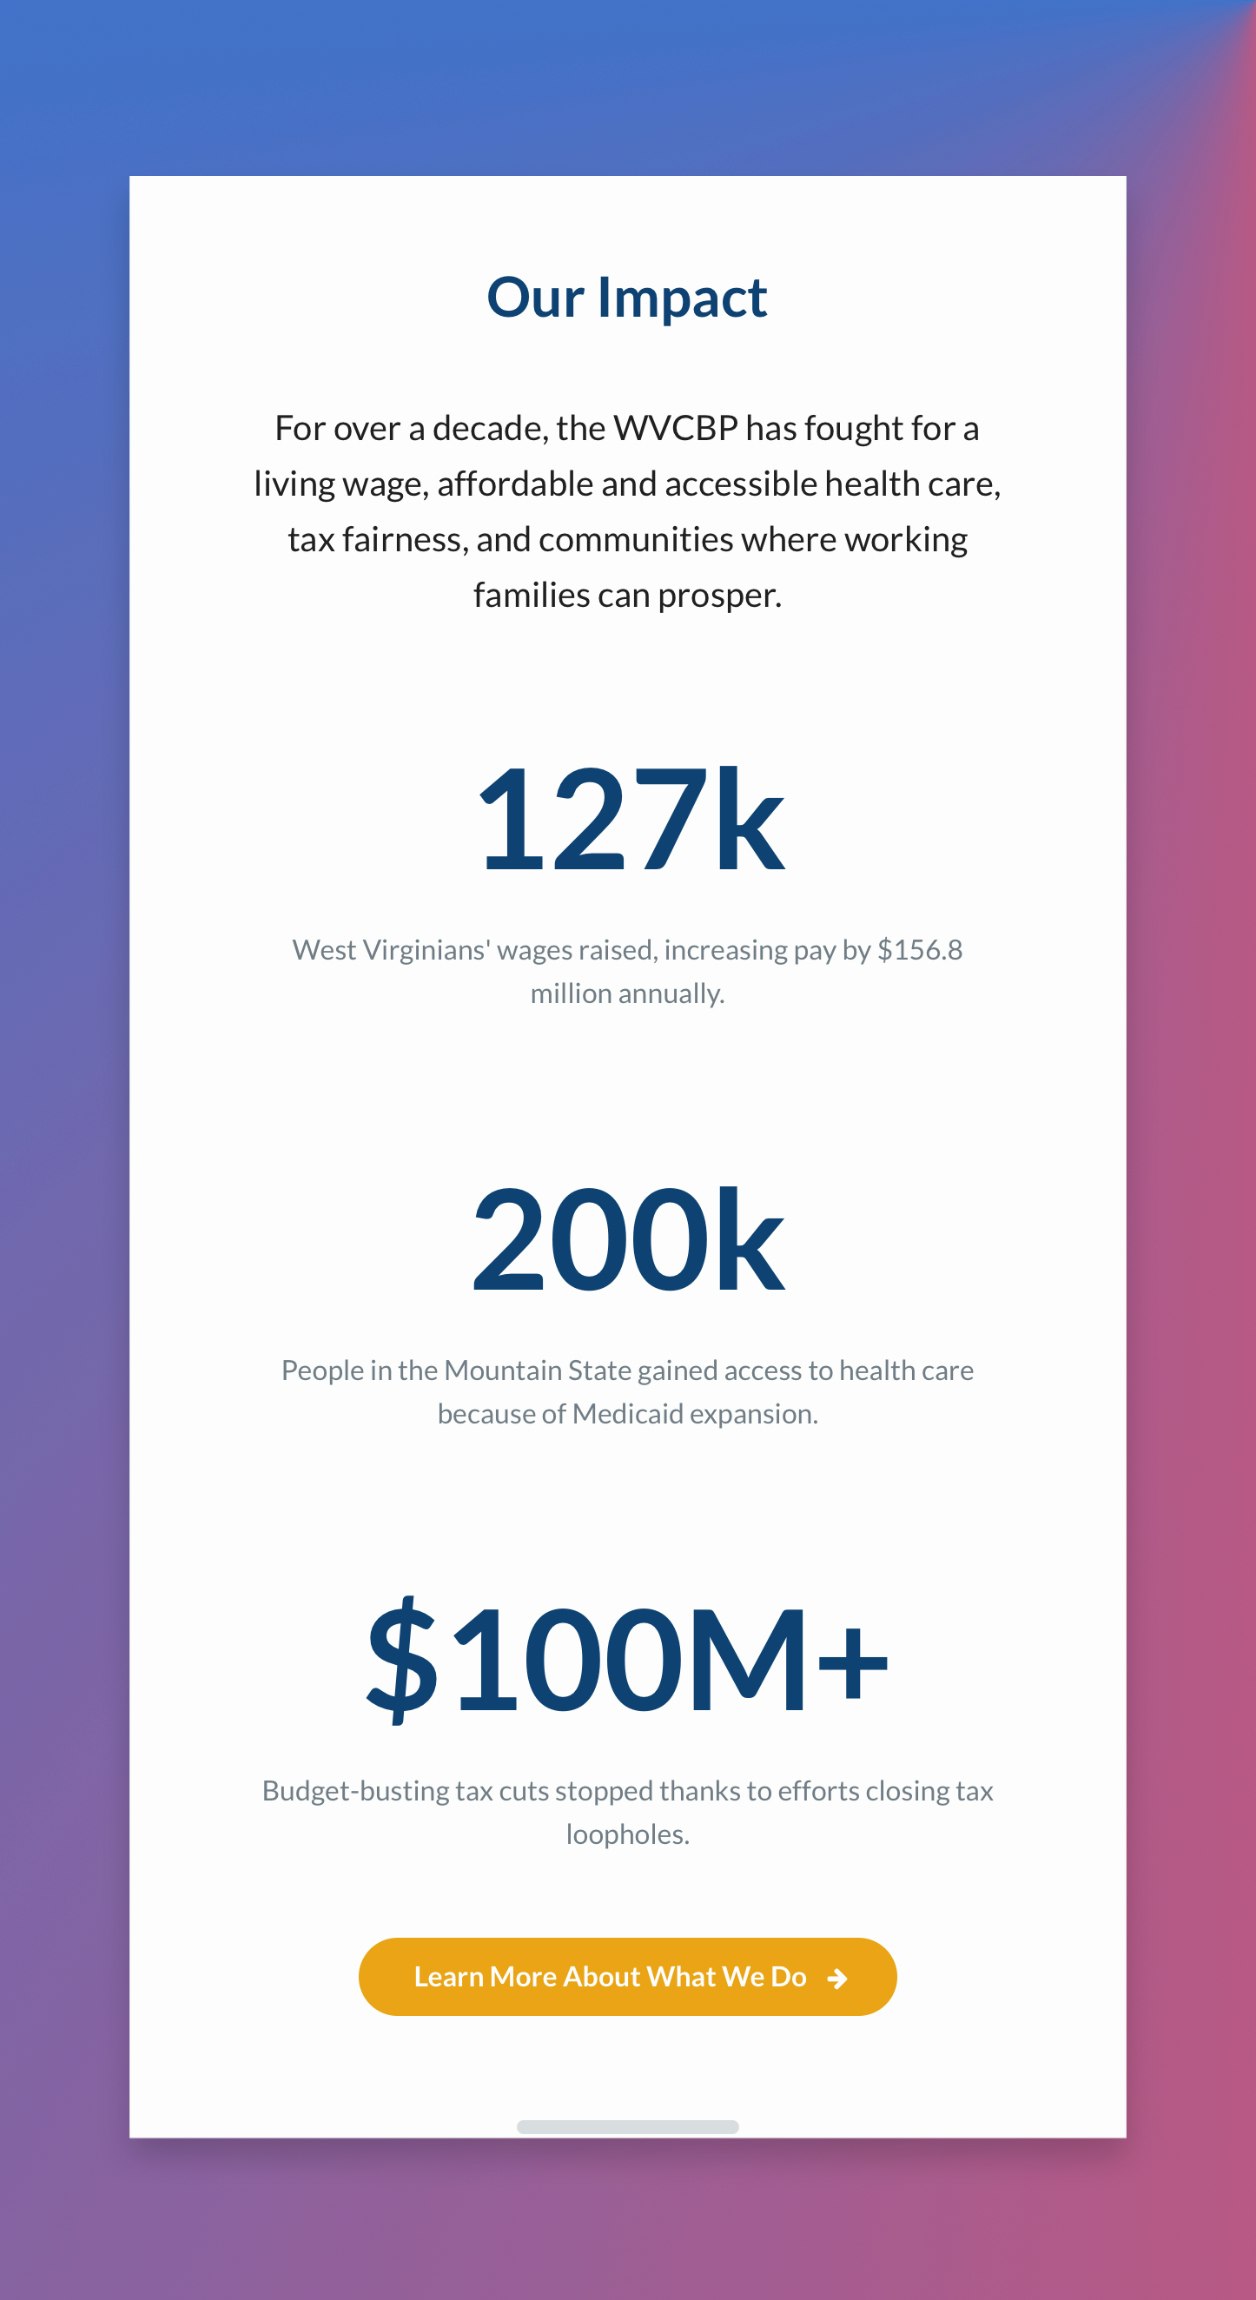 Our Impact
For over a decade, the WVCBP has fought for a
living wage, affordable and accessible health care,
tax fairness, and communities where working
families can prosper.
127k
West Virginians' wages raised, increasing pay by $156.8
million annually.
200k
People in the Mountain State gained access to health care
because of Medicaid expansion.
$100M+
Budget-busting tax cuts stopped thanks to efforts closing tax
loopholes.
Learn More About What We Do